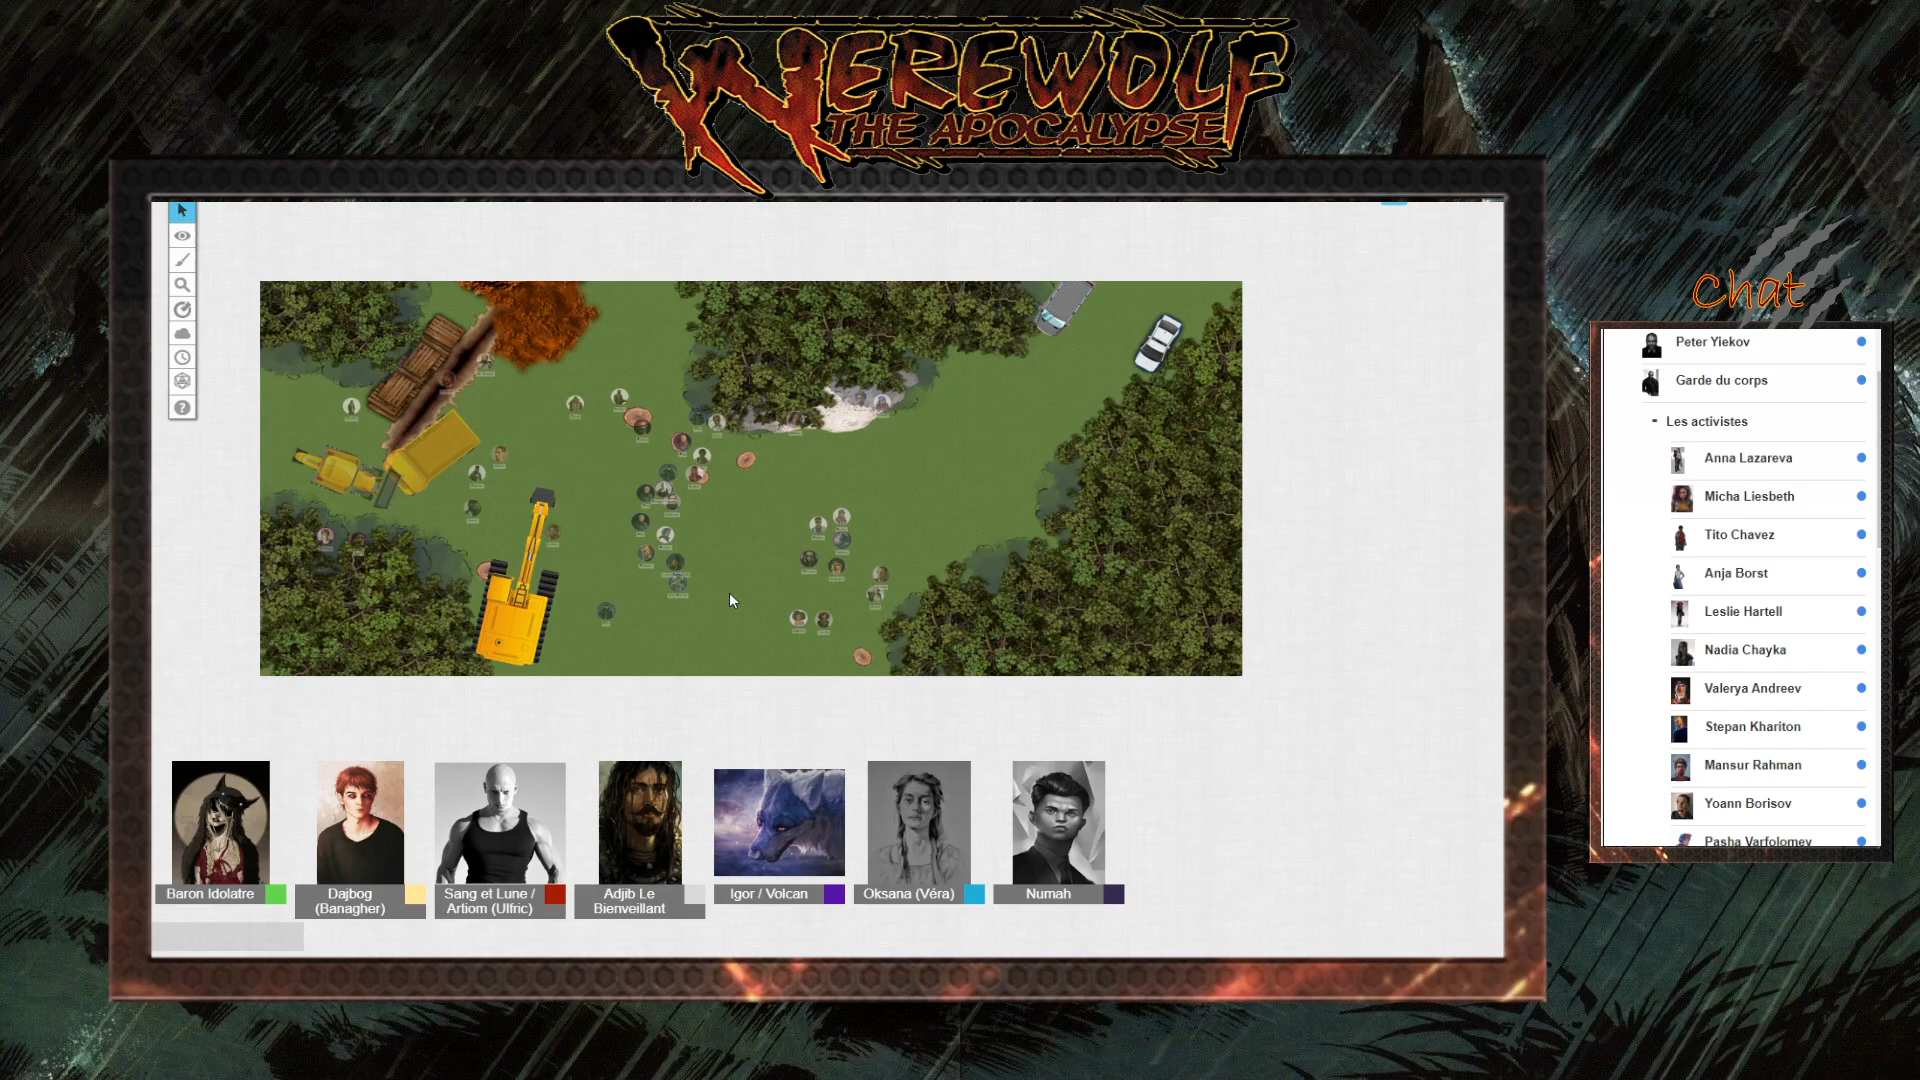 WEREWOLF
THE APOCALYPSE
Chat
Peter Yiekov
Garde du corps
- Les activistes
Anna Lazareva
Micha Liesbeth
Tito Chavez
Anja Borst
Leslie Hartell
Nadia Chayka
Valerya Andreev
Stepan Khariton
Mansur Rahman
Yoann Borisov
Pasha Varfolomey
Baron Idolatre
Dajbog
(Banagher)
Sang et Lune /
Artiom (Ulfric)
Adjib Le
Bienveillant
Igor / Volcan
Oksana (Véra)
Numah